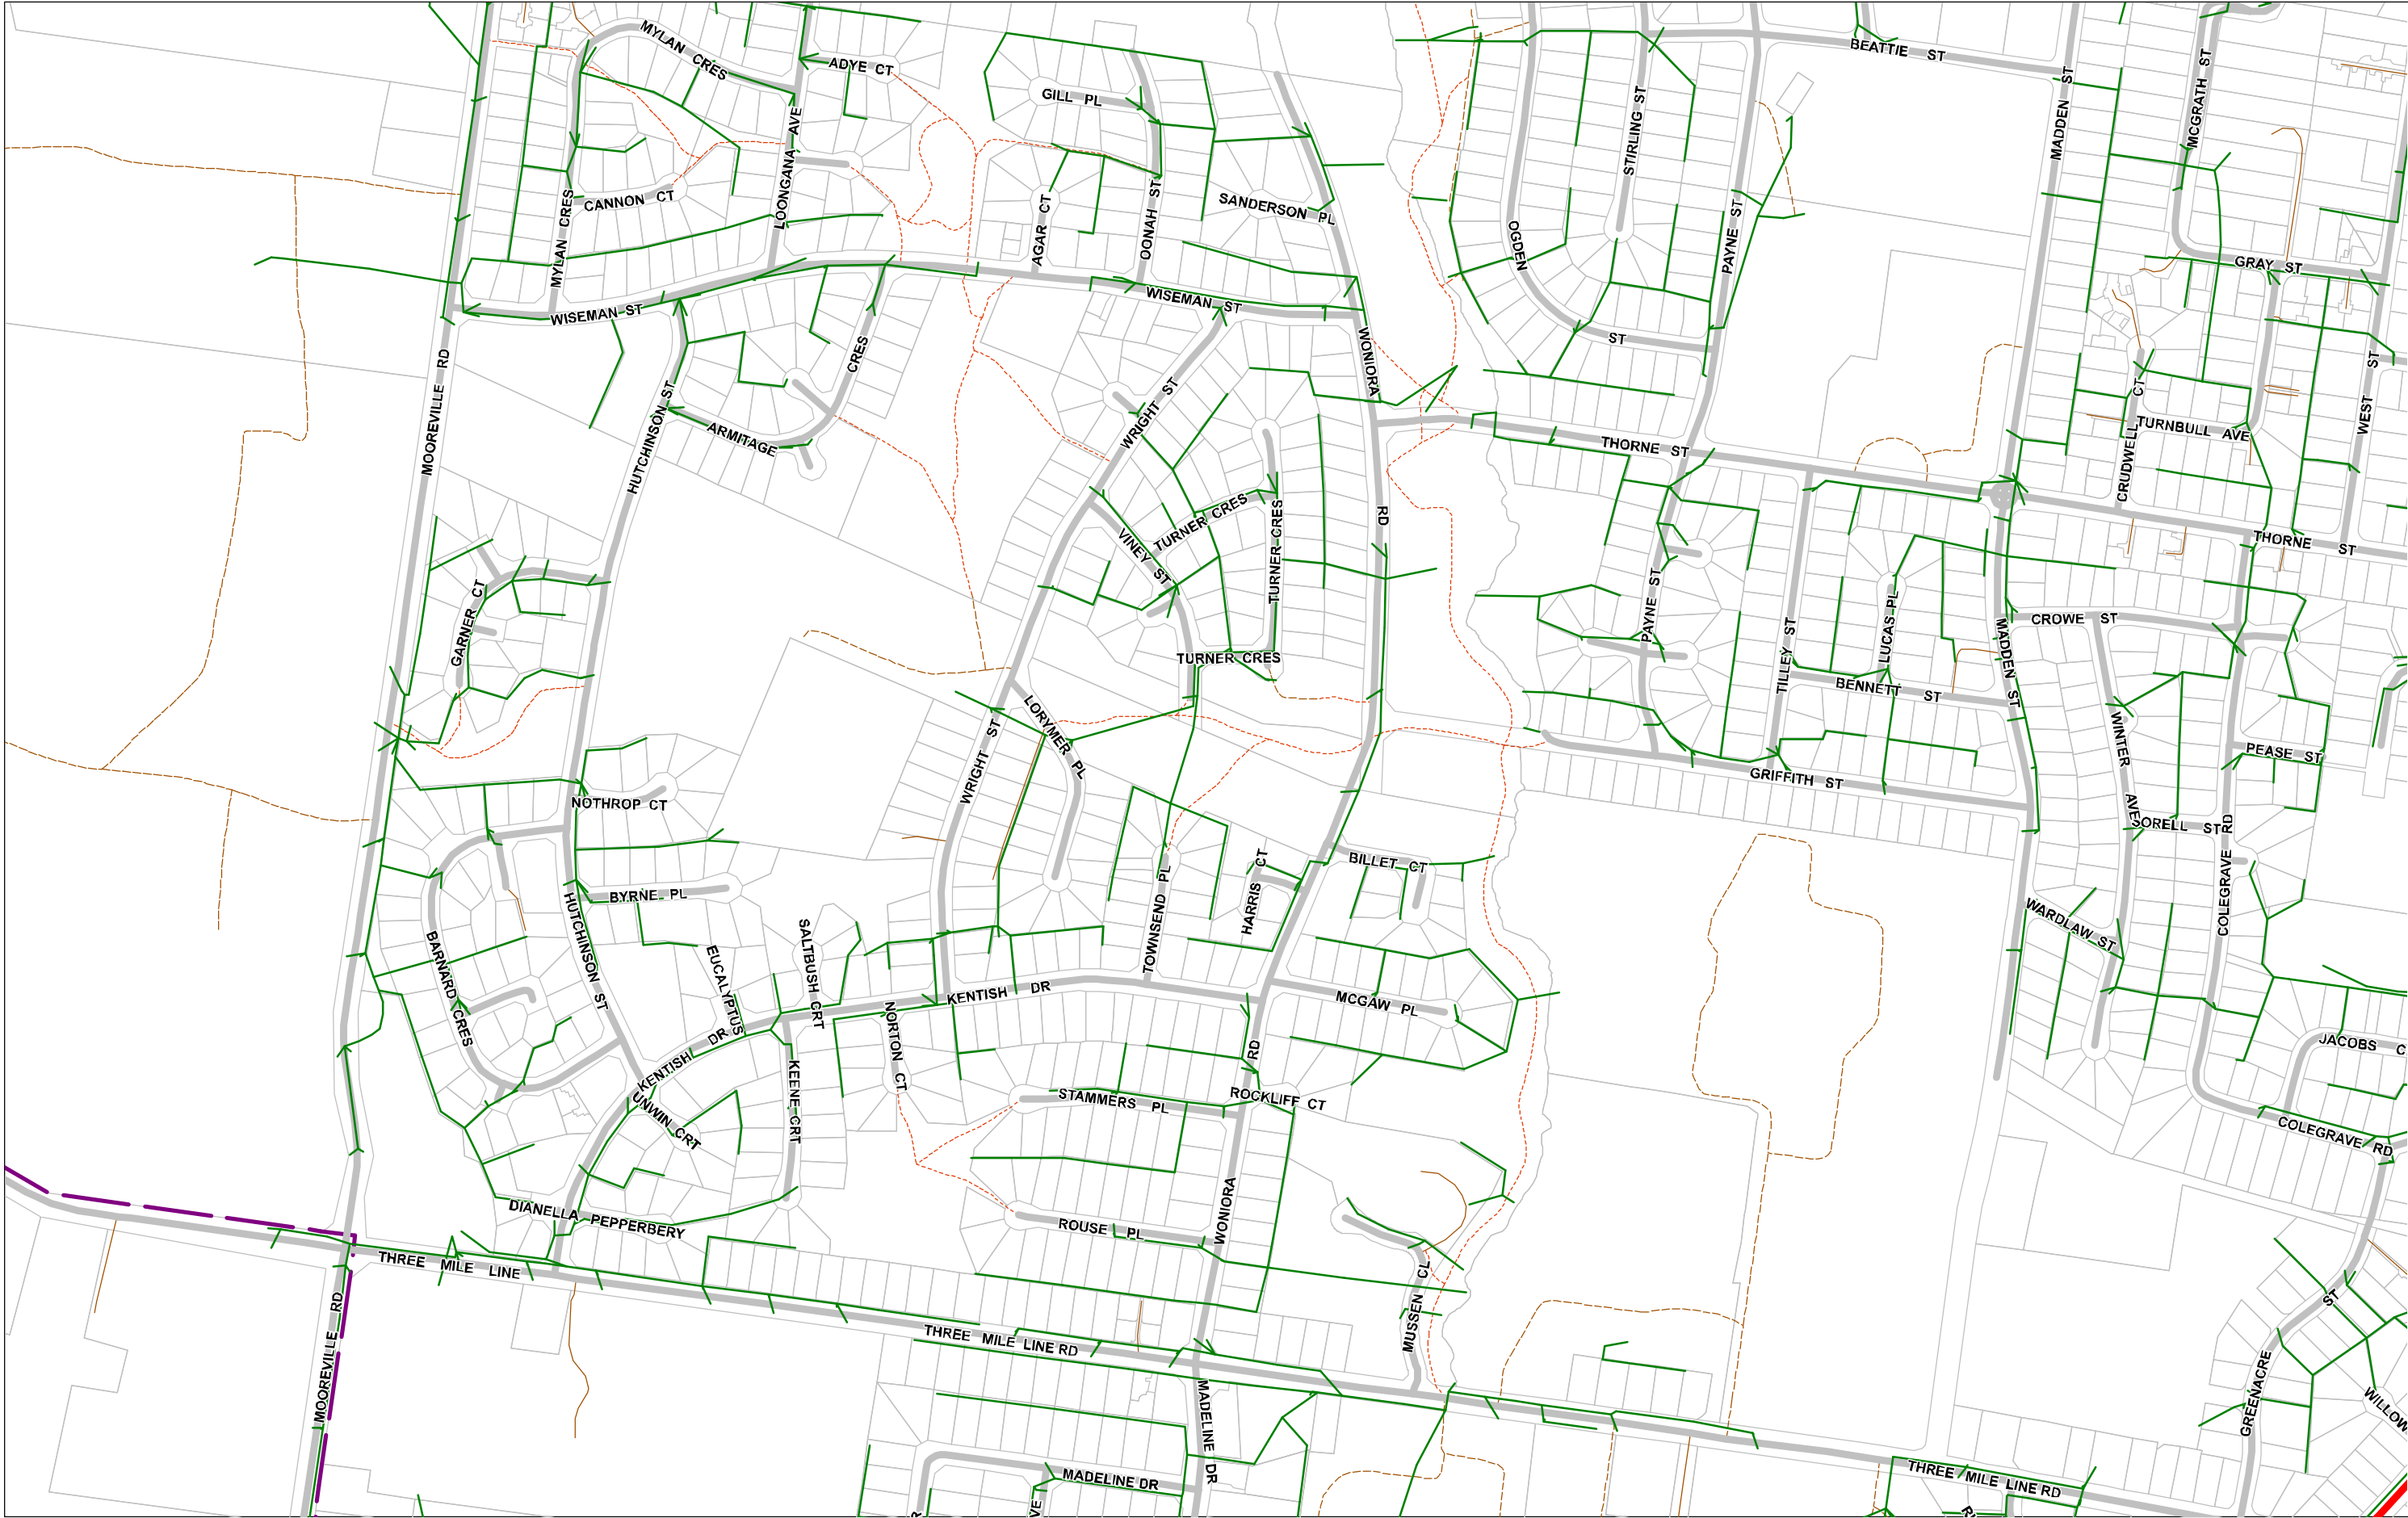 MYLAN CRES
ADYE CT
BEATTIE ST
MCGRATH ST
MADDEN ST
GILL PL
LOONGANA AVE
STIRLING ST
MADDEN ST
CANNON CT
MYLAN CRES
AGAR CT
OONAH ST
SANDERSON PL
OGDEN
PAYNE ST
GRAY ST
WISEMAN ST
WISEMAN ST
ST
MOOREVILLE RD
CRES
WONIORA
WRIGHT ST
HUTCHINSON ST
ARMITAGE
THORNE ST
CRUDWELL CT
TURNBULL AVE
WEST ST
RD
TURNER CRES
VINEY ST
TURNER CRES
THORNE ST
GARNER CT
PAYNE ST
TILLEY ST
LUCAS PL
MADDEN ST
CROWE ST
TURNER CRES
BENNETT ST
LORYMER PL
WRIGHT ST
WINTER AVE
PEASE ST
GRIFFITH ST
NOTHROP CT
SORELL ST
COLEGRAVE RD
BILLET CT
HARRIS CT
TOWNSEND PL
BYRNE PL
HUTCHINSON ST
BARNARD CRES
EUCALYPTUS
SALTBUSH CRT
WARDLAW ST
KENTISH DR
MCGAW PL
NORTON CT
KENTISH DR
RD
JACOBS C
KEENE CRT
UNWIN CRT
STAMMERS PL
ROCKLIFF CT
COLEGRAVE RD
DIANELLA PEPPERBERY
ROUSE PL
WONIORA
THREE MILE LINE
MUSSEN CL
MOOREVILLE RD
THREE MILE LINE RD
ST
GREENACRE
WILLOW
MADELINE DR
MADELINE DR
VE
R
THREE MILE LINE RD